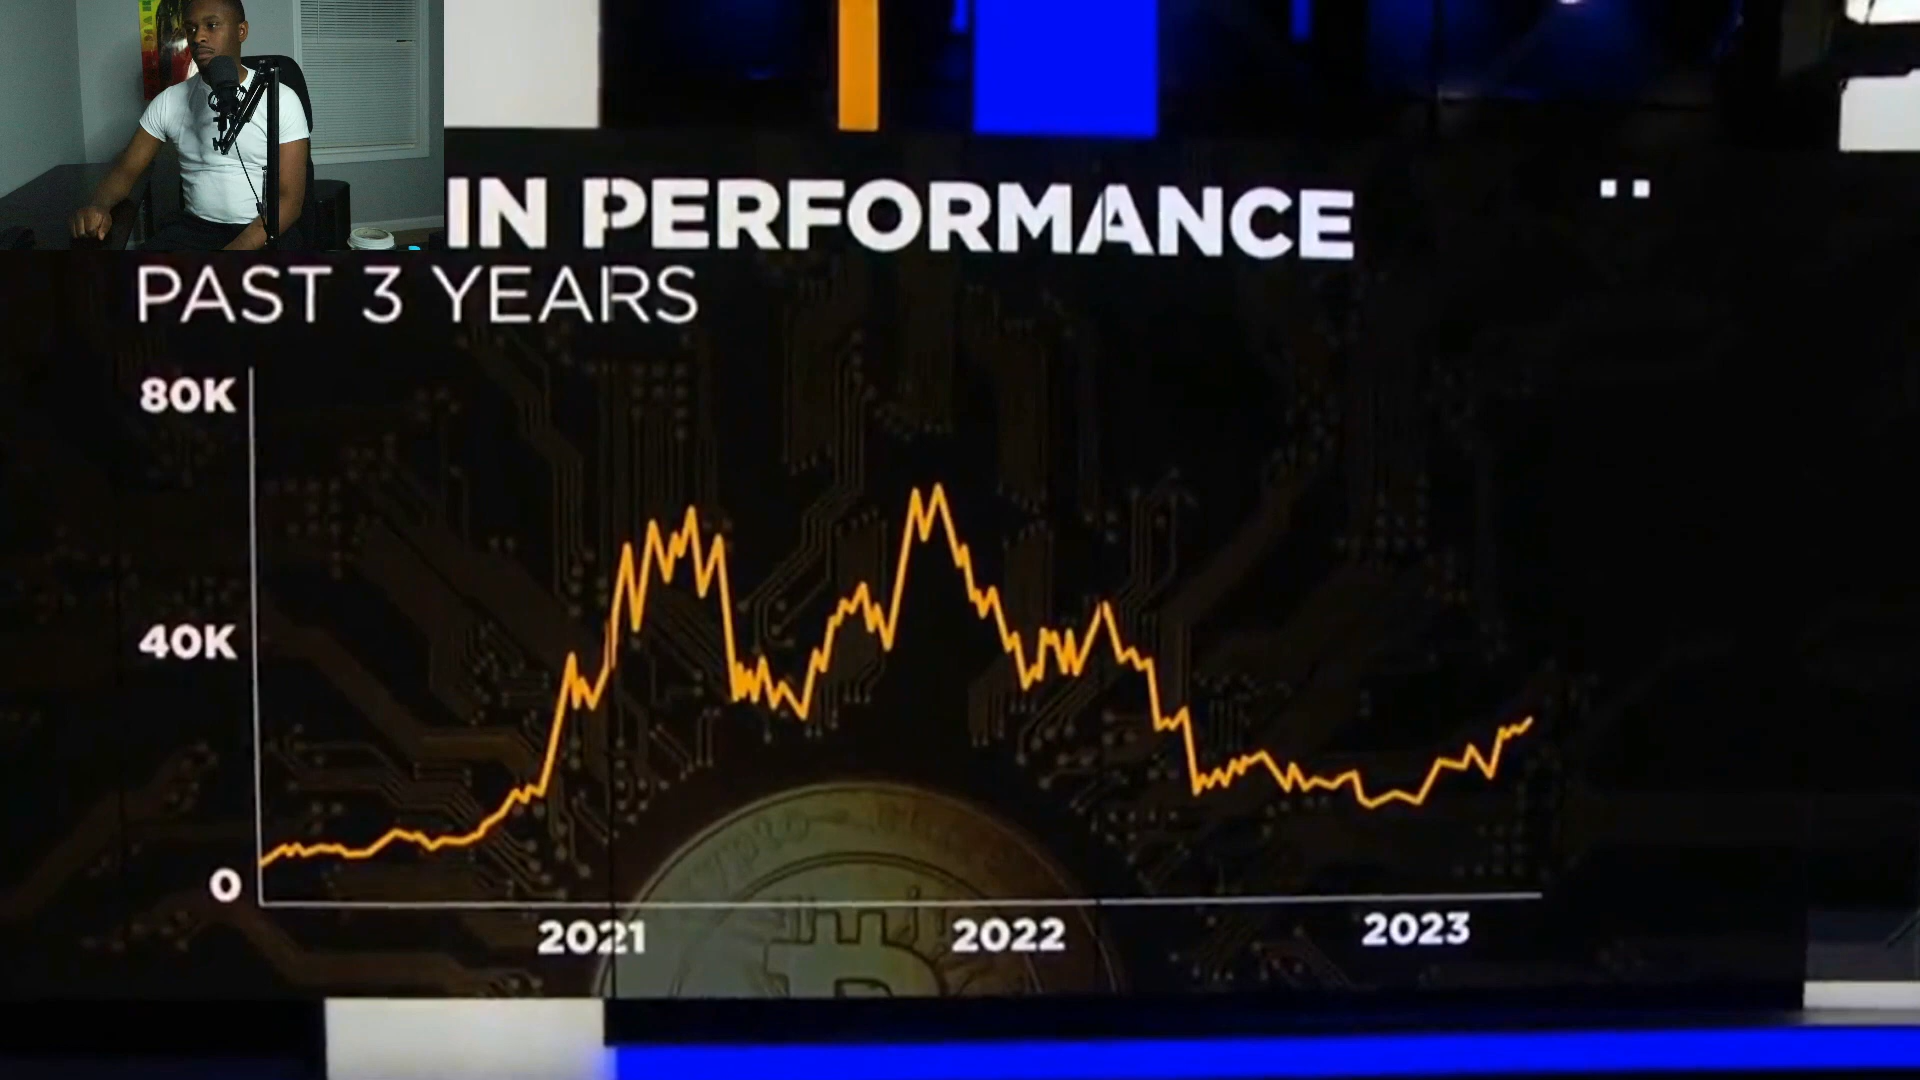 IN PERFORMANCE
PAST 3 YEARS
80K
40K
0
2021
2022
2023